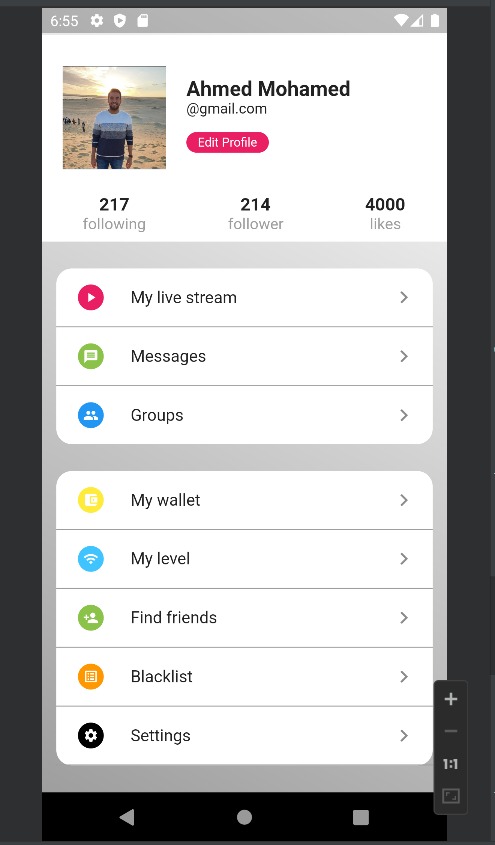 6:55
Ahmed Mohamed
@gmail.com
Edit Profile
217 214 4000
following follower likes
My live stream
Messages
Groups
My wallet
My level
Find friends
Blacklist
Settings
1:1